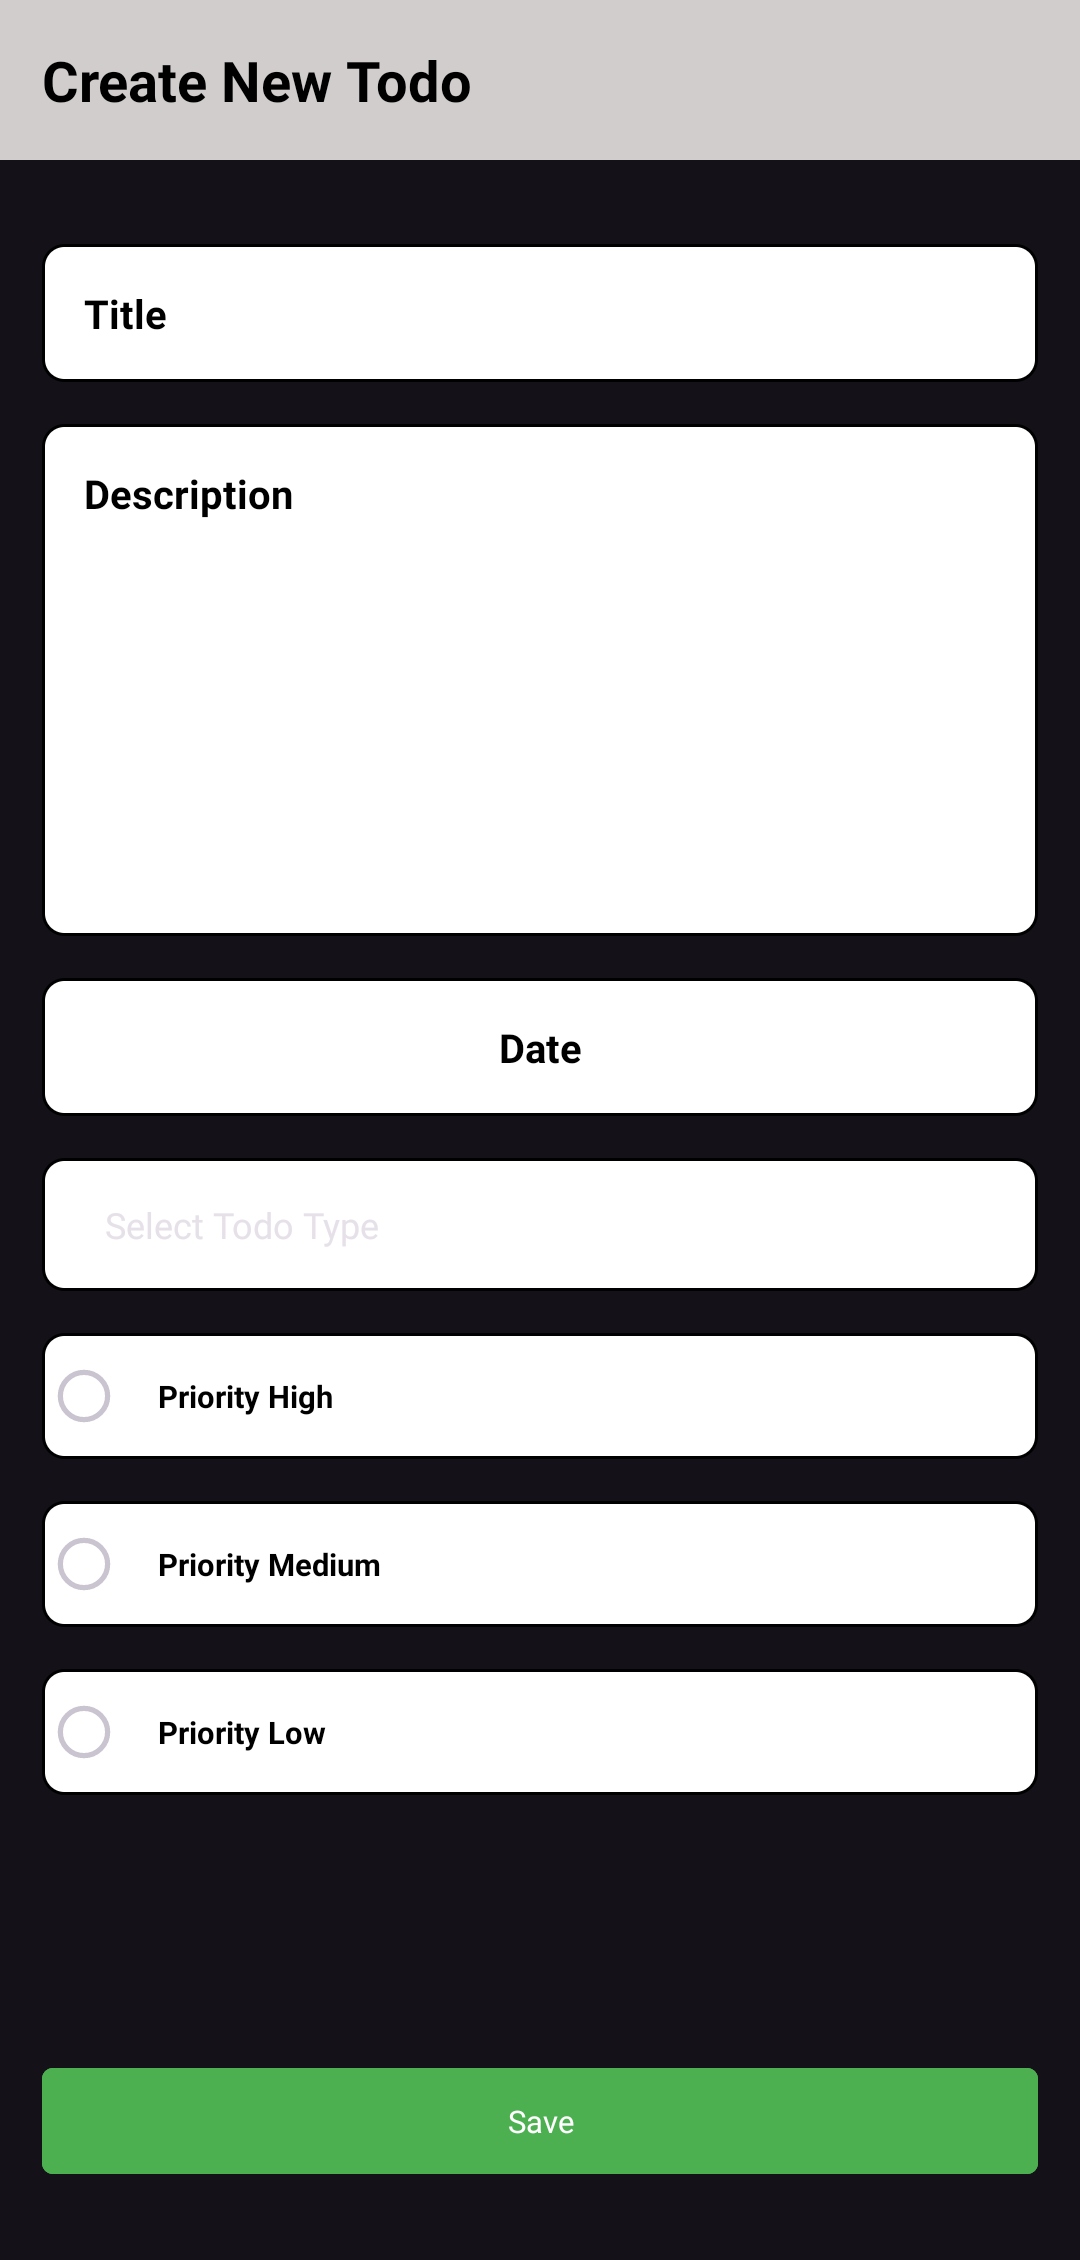 Create New Todo
Title
Description
Date
Select Todo Type
Priority High
Priority Medium
Priority Low
Save